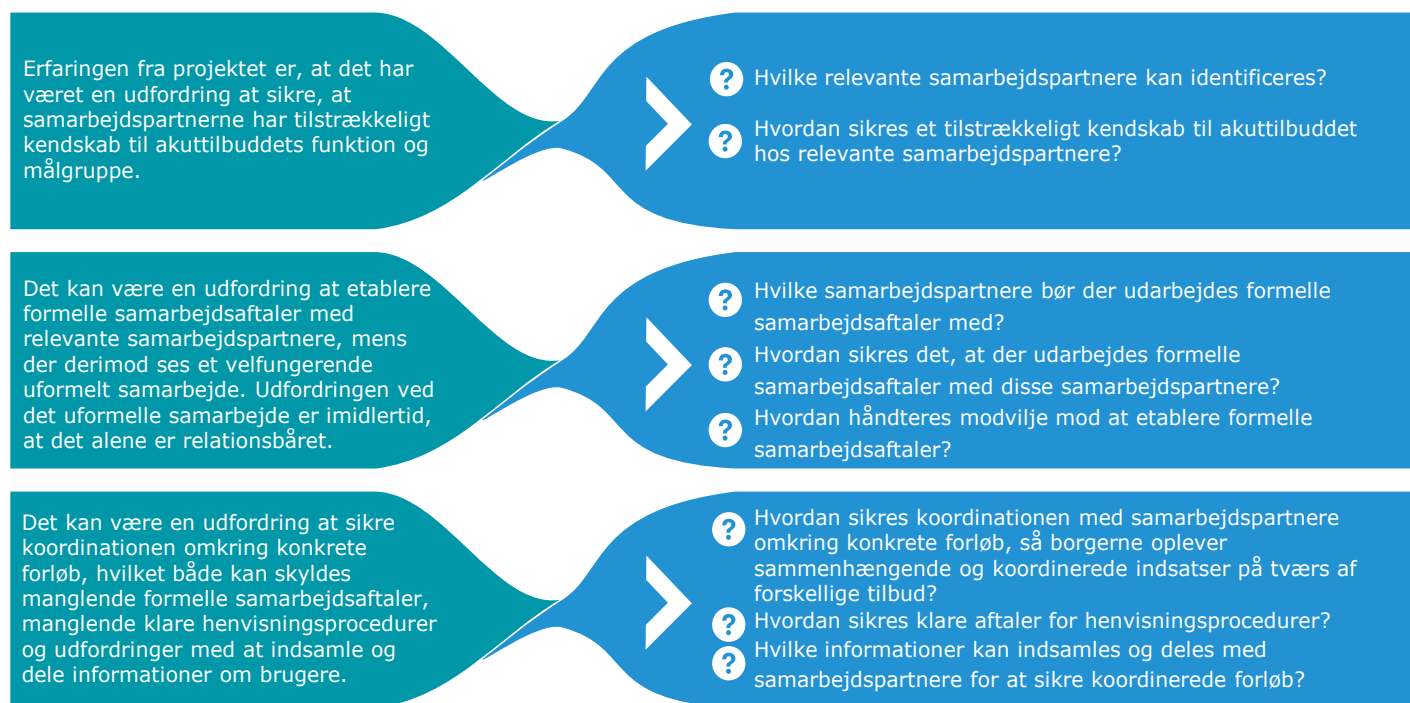 Erfaringen fra projektet er, at det har
været en udfordring at sikre, at
samarbejdspartnerne har tilstrækkeligt
kendskab til akuttilbuddets funktion og
målgruppe.
? Hvilke relevante samarbejdspartnere kan identificeres?
? Hvordan sikres et tilstrækkeligt kendskab til akuttilbuddet
hos relevante samarbejdspartnere?
Det kan være en udfordring at etablere
formelle samarbejdsaftaler med
relevante samarbejdspartnere, mens
der derimod ses et velfungerende
uformelt samarbejde. Udfordringen ved
det uformelle samarbejde er imidlertid,
at det alene er relationsbåret.
? Hvilke samarbejdspartnere bør der udarbejdes formelle
samarbejdsaftaler med?
? Hvordan sikres det, at der udarbejdes formelle
samarbejdsaftaler med disse samarbejdspartnere?
? Hvordan håndteres modvilje mod at etablere formelle
samarbejdsaftaler?
Det kan være en udfordring at sikre
koordinationen omkring konkrete
forløb, hvilket både kan skyldes
manglende formelle samarbejdsaftaler,
manglende klare henvisningsprocedurer
og udfordringer med at indsamle og
dele informationer om brugere.
? Hvordan sikres koordinationen med samarbejdspartnere
omkring konkrete forløb, så borgerne oplever
sammenhængende og koordinerede indsatser på tværs af
forskellige tilbud?
? Hvordan sikres klare aftaler for henvisningsprocedurer?
? Hvilke informationer kan indsamles og deles med
samarbejdspartnere for at sikre koordinerede forløb?